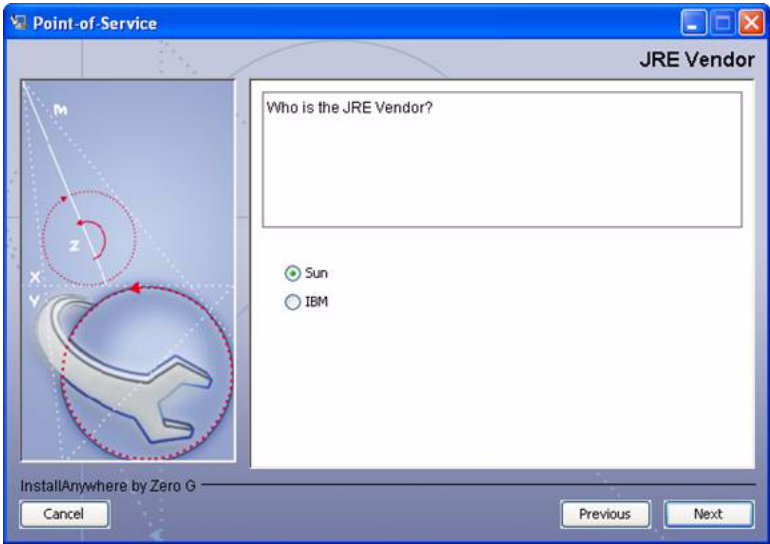 Point-of-Service
JRE Vendor
M
Z
X
Y
Who is the JRE Vendor?
Sun
IBM
InstallAnywhere by Zero G
Cancel
Previous
Next